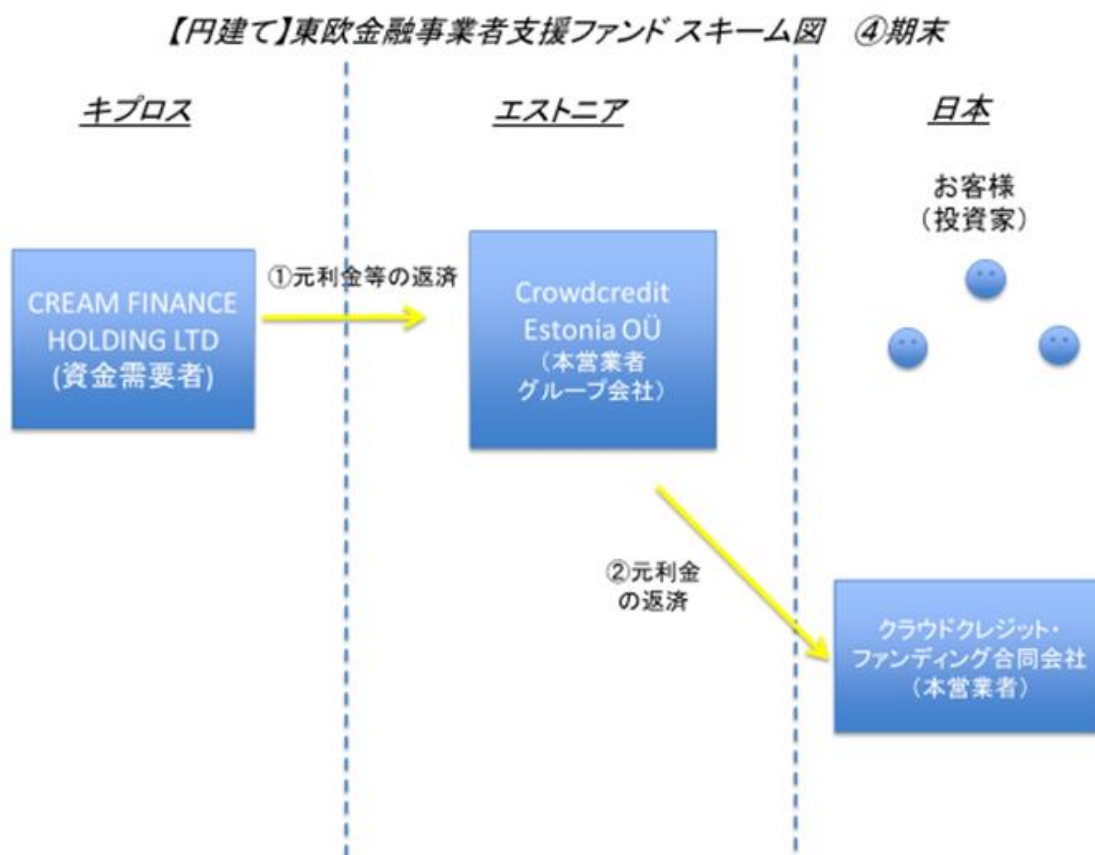 【円建て】東欧金融事業者支援ファンド スキーム図　④期末
キプロス
エストニア
日本
お客様
（投資家）
CREAM FINANCE
HOLDING LTD
(資金需要者)
①元利金等の返済
Crowdcredit
Estonia OÜ
（本営業者
グループ会社）
②元利金
の返済
クラウドクレジット・
ファンディング合同会社
（本営業者）